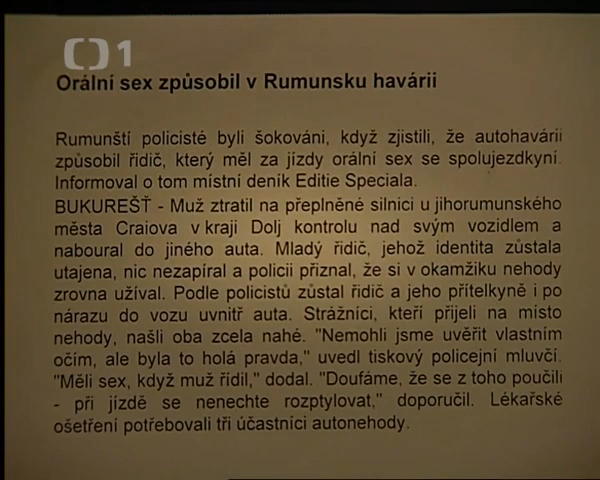 1
Orální sex způsobil v Rumunsku havárii
Rumunští policisté byli šokováni, když zjistili, že autohavárii
způsobil řidič, který měl za jízdy orální sex se spolujezdkyní.
Informoval o tom místní deník Editie Speciala.
BUKUREŠŤ - Muž ztratil na přeplněné silnici u jihorumunského
města Craiova v kraji Dolj kontrolu nad svým vozidlem a
naboural do jiného auta. Mladý řidič, jehož identita zůstala
utajena, nic nezapíral a policii přiznal, že si v okamžiku nehody
zrovna užíval. Podle policistů zůstal řidič a jeho přítelkyně i po
nárazu do vozu uvnitř auta. Strážníci, kteří přijeli na místo
nehody, našli oba zcela nahé. "Nemohli jsme uvěřit vlastním
očím, ale byla to holá pravda," uvedl tiskový policejní mluvčí.
"Měli sex, když muž řídil," dodal. "Doufáme, že se z toho poučili
- při jízdě se nenechte rozptylovat," doporučil. Lékařské
ošetření potřebovali tři účastníci autonehody.